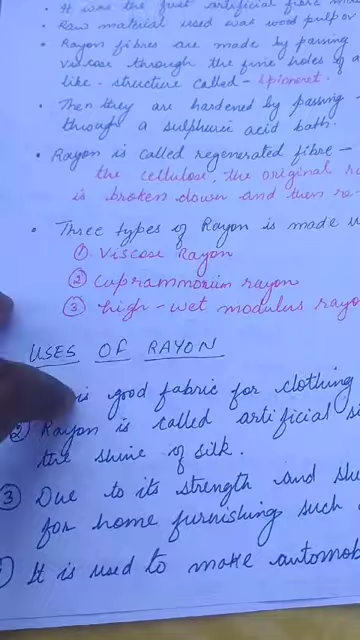 It was the first artificial fibre
Raw material used was wood pulp or
Rayon fibres are made by passing
viscose through the fine holes of a
like - structure called - Spinneret.
Then they are hardened by passing
through a sulphuric acid bath.
Rayon is called regenerated fibre -
the cellulose, the original
is broken down and then re-
Three types of Rayon is made
① Viscose Rayon
② Cuprammonium rayon
③ high-wet modulus rayo
USES OF RAYON
is good fabric for clothing
② Rayon is called artificial si
the shine of silk.
③ Due to its strength and
for home furnishing such
It is used to make automob